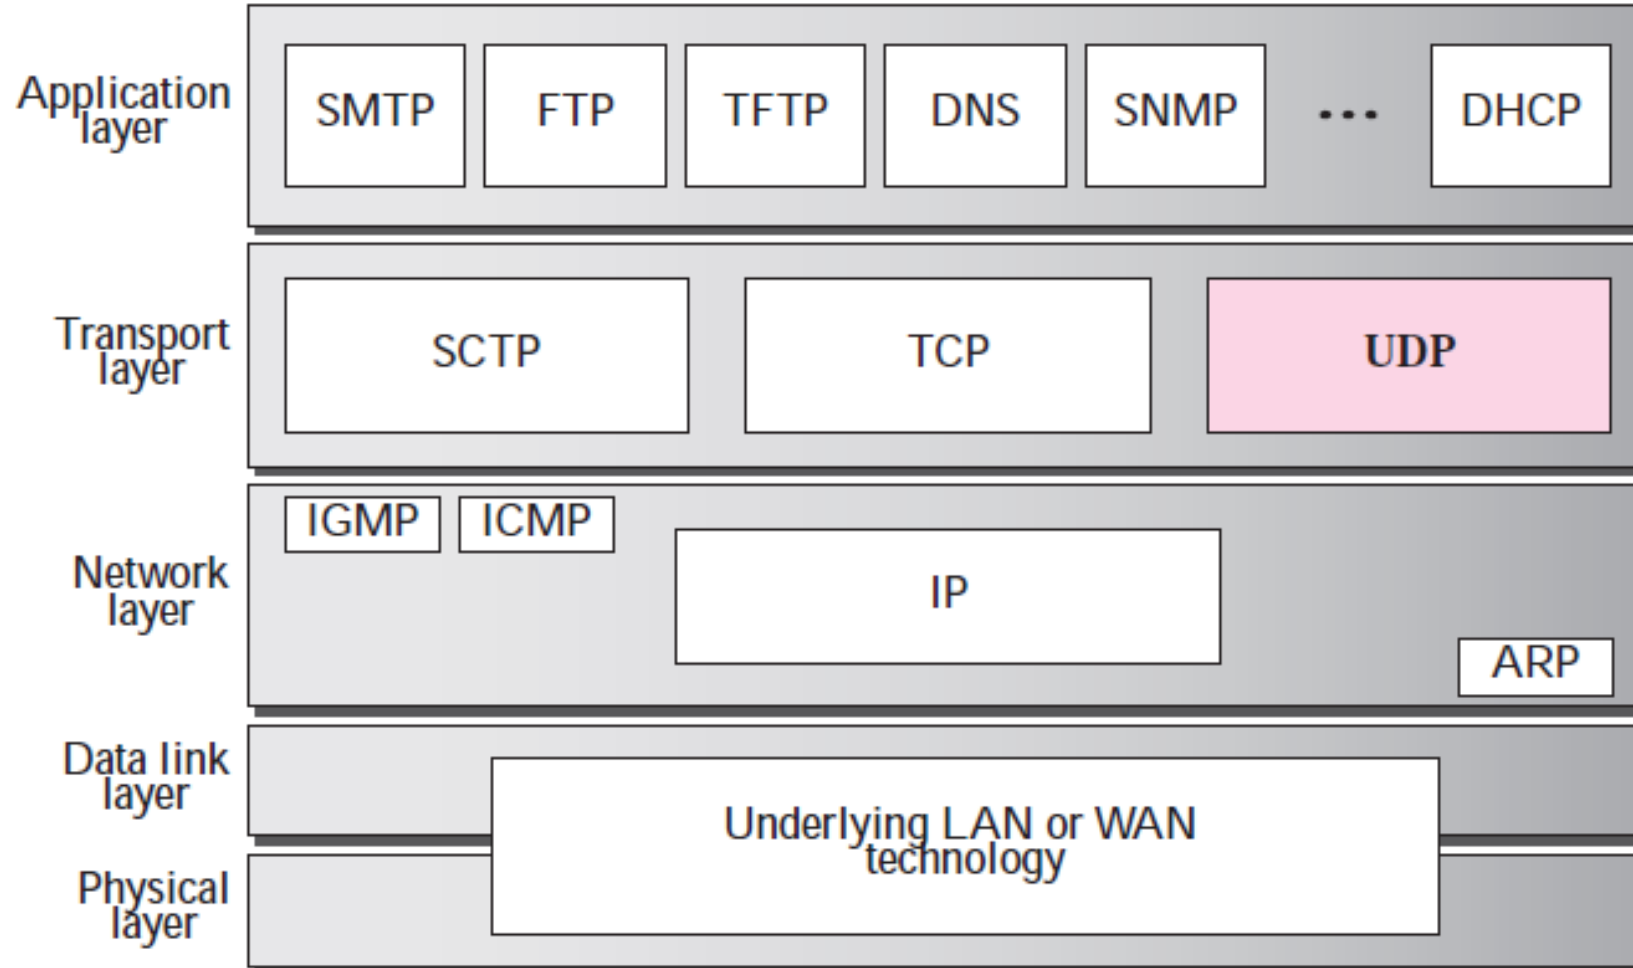 Application
layer
SMTP
FTP
TFTP
DNS
SNMP
...
DHCP
Transport
layer
SCTP
TCP
UDP
Network
layer
IGMP
ICMP
IP
ARP
Data link
layer
Underlying LAN or WAN
technology
Physical
layer